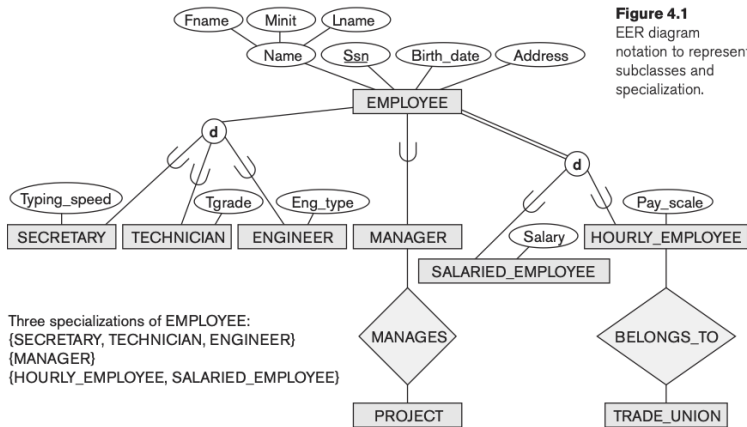 Figure 4.1
EER diagram
notation to represent
subclasses and
specialization.
Fname Minit Lname
Name Ssn Birth_date Address
EMPLOYEE
d
d
Typing_speed Tgrade Eng_type Pay_scale
SECRETARY TECHNICIAN ENGINEER MANAGER Salary HOURLY_EMPLOYEE
SALARIED_EMPLOYEE
Three specializations of EMPLOYEE:
{SECRETARY, TECHNICIAN, ENGINEER}
{MANAGER}
{HOURLY_EMPLOYEE, SALARIED_EMPLOYEE}
MANAGES BELONGS_TO
PROJECT TRADE_UNION